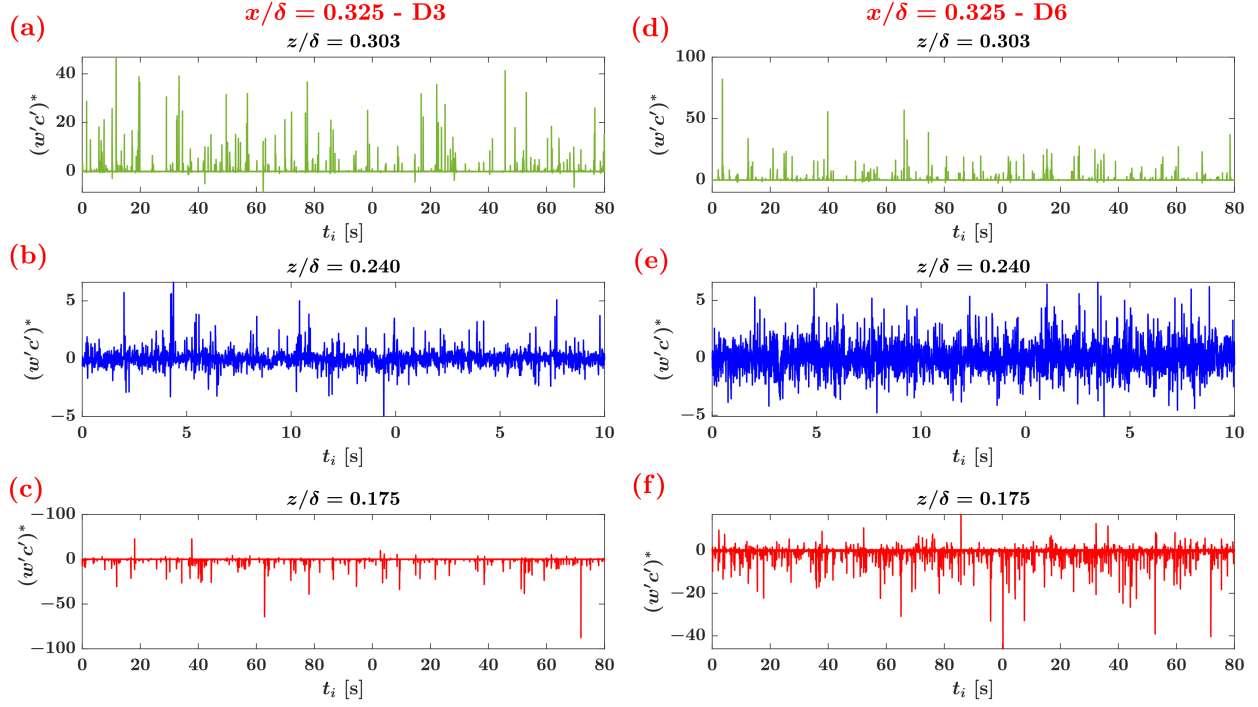 x/δ = 0.325 - D3
(a)
z/δ = 0.303
(w′c′)*
40
20
0
0 20 40 60 80 0 20 40 60 80
t_i [s]
(b)
z/δ = 0.240
(w′c′)*
5
0
−5
0 5 10 0 5 10
t_i [s]
(c)
z/δ = 0.175
(w′c′)*
−100
0
−50
−100
0 20 40 60 80 0 20 40 60 80
t_i [s]
x/δ = 0.325 - D6
(d)
z/δ = 0.303
(w′c′)*
100
50
0
0 20 40 60 80 0 20 40 60 80
t_i [s]
(e)
z/δ = 0.240
(w′c′)*
5
0
−5
0 5 10 0 5 10
t_i [s]
(f)
z/δ = 0.175
(w′c′)*
0
−20
−40
0 20 40 60 80 0 20 40 60 80
t_i [s]